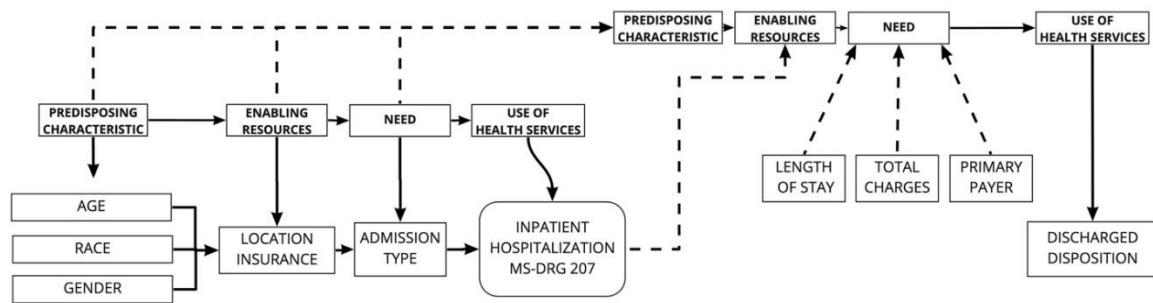 PREDISPOSING
CHARACTERISTIC
ENABLING
RESOURCES
NEED
USE OF
HEALTH SERVICES
PREDISPOSING
CHARACTERISTIC
ENABLING
RESOURCES
NEED
USE OF
HEALTH SERVICES
LENGTH
OF STAY
TOTAL
CHARGES
PRIMARY
PAYER
AGE
RACE
GENDER
LOCATION
INSURANCE
ADMISSION
TYPE
INPATIENT
HOSPITALIZATION
MS-DRG 207
DISCHARGED
DISPOSITION